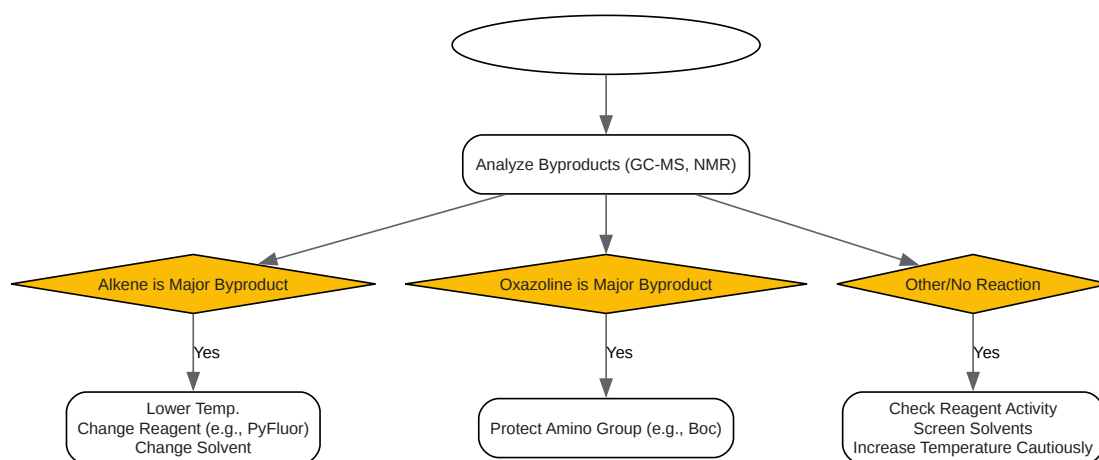 Analyze Byproducts (GC-MS, NMR)
Alkene is Major Byproduct
Oxazoline is Major Byproduct
Other/No Reaction
Yes
Yes
Yes
Lower Temp.
Change Reagent (e.g., PyFluor)
Change Solvent
Protect Amino Group (e.g., Boc)
Check Reagent Activity
Screen Solvents
Increase Temperature Cautiously